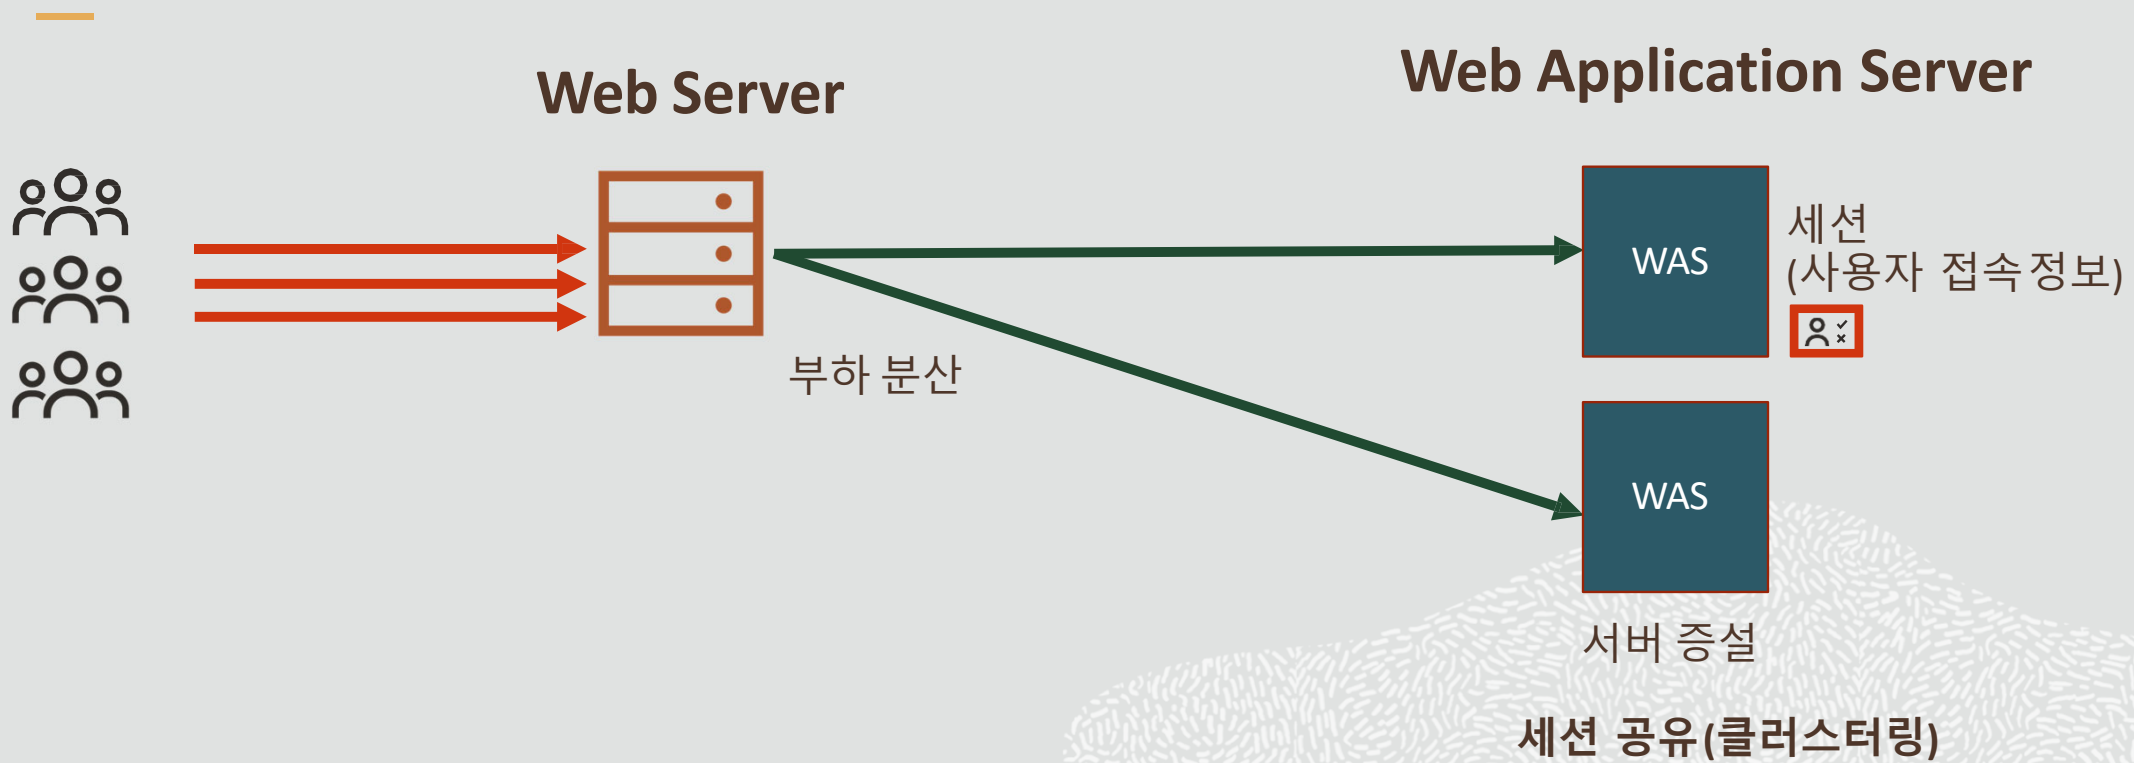 Web Server
Web Application Server
WAS
세션
(사용자 접속정보)
부하 분산
WAS
서버 증설
세션 공유(클러스터링)